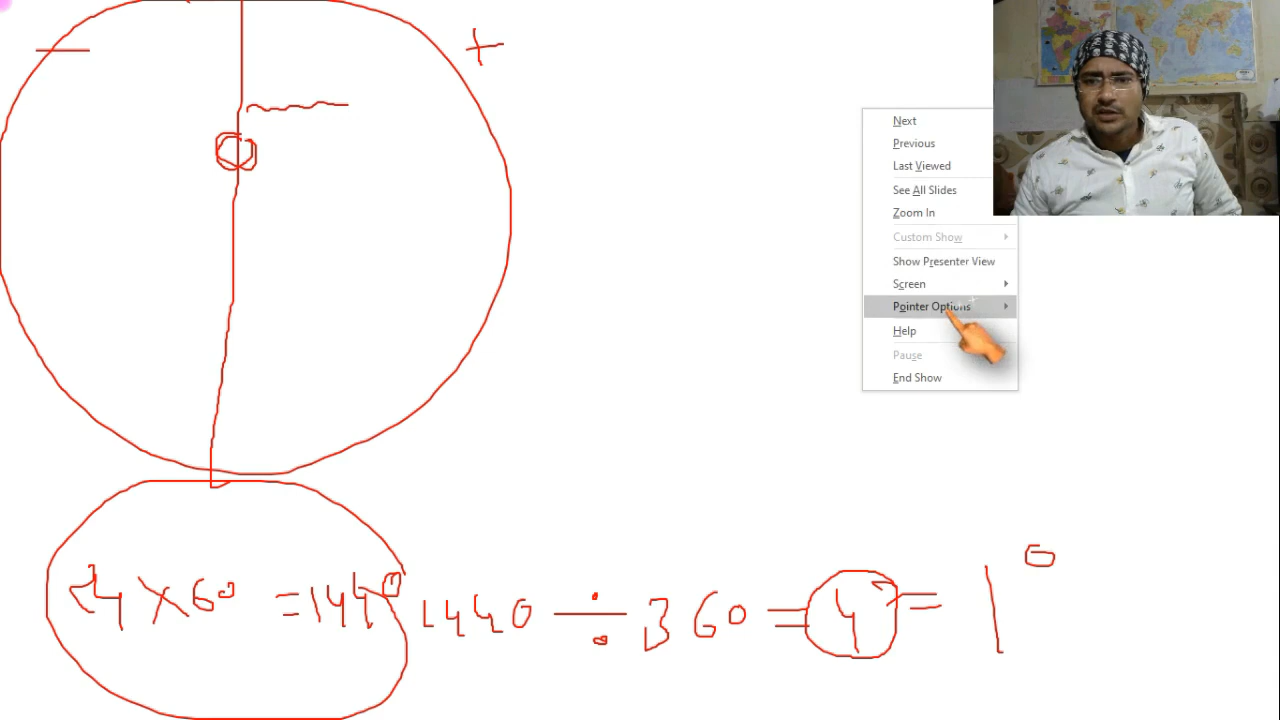 — +
Next
Previous
Last Viewed
See All Slides
Zoom In
Custom Show
Show Presenter View
Screen
Pointer Options
Help
Pause
End Show
24 × 60 = 1440
1440 ÷ 360 = 4 = 1°